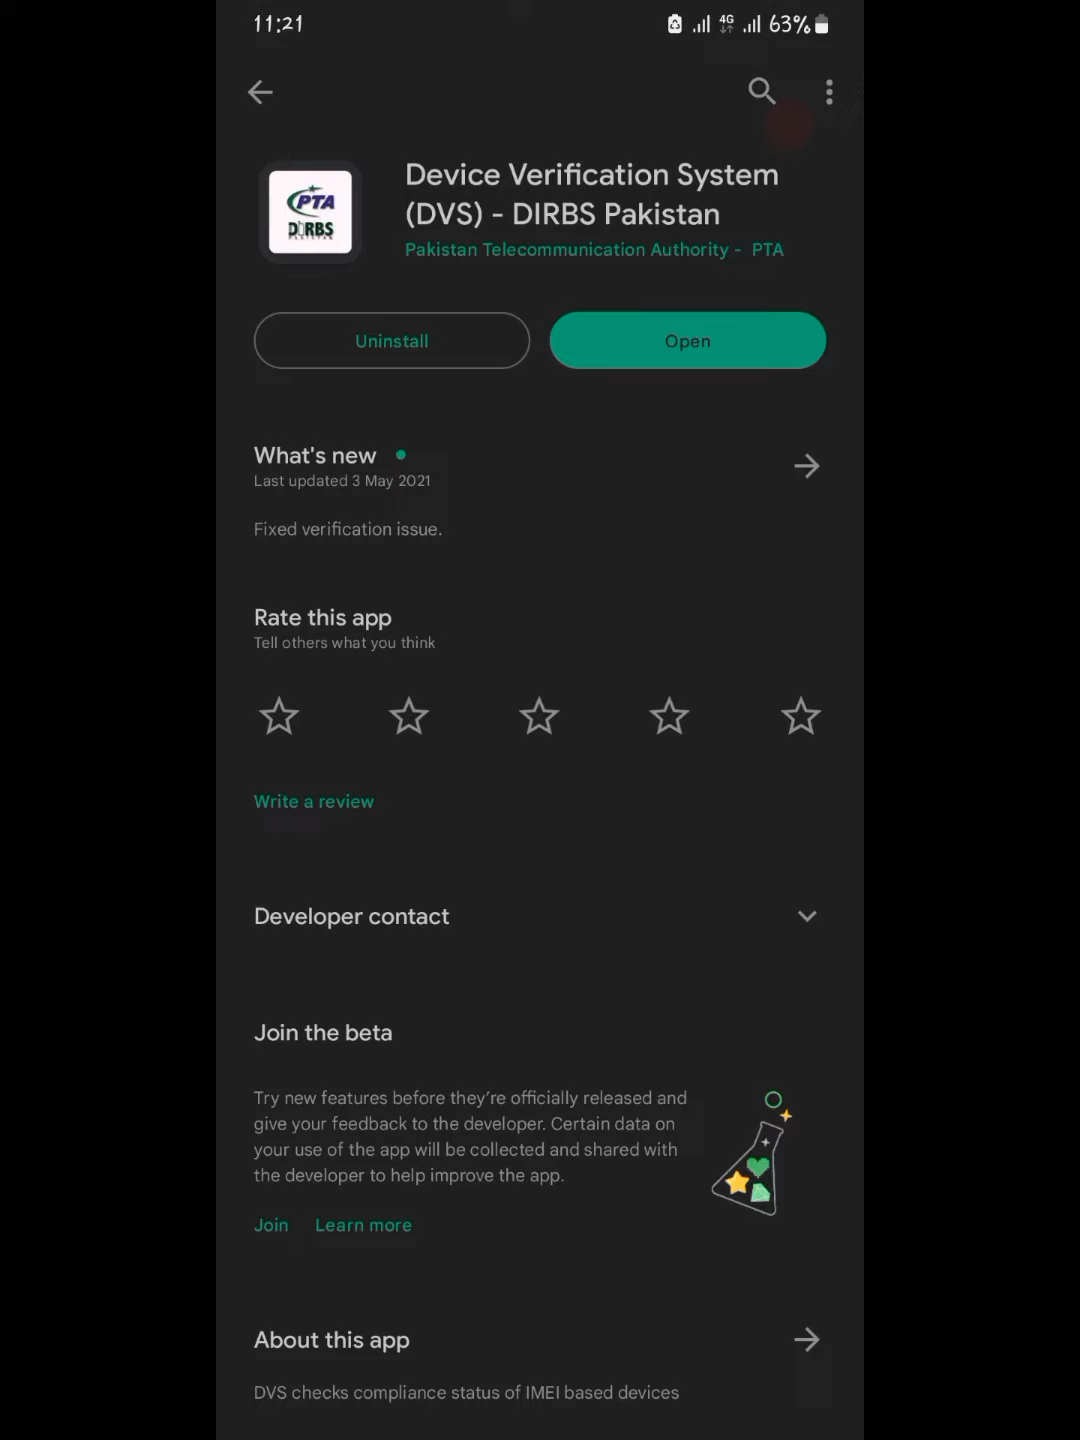 11:21
4G
63%
PTA
DIRBS
Device Verification System
(DVS) - DIRBS Pakistan
Pakistan Telecommunication Authority - PTA
Uninstall
Open
What's new
Last updated 3 May 2021
Fixed verification issue.
Rate this app
Tell others what you think
Write a review
Developer contact
Join the beta
Try new features before they're officially released and
give your feedback to the developer. Certain data on
your use of the app will be collected and shared with
the developer to help improve the app.
Join Learn more
About this app
DVS checks compliance status of IMEI based devices